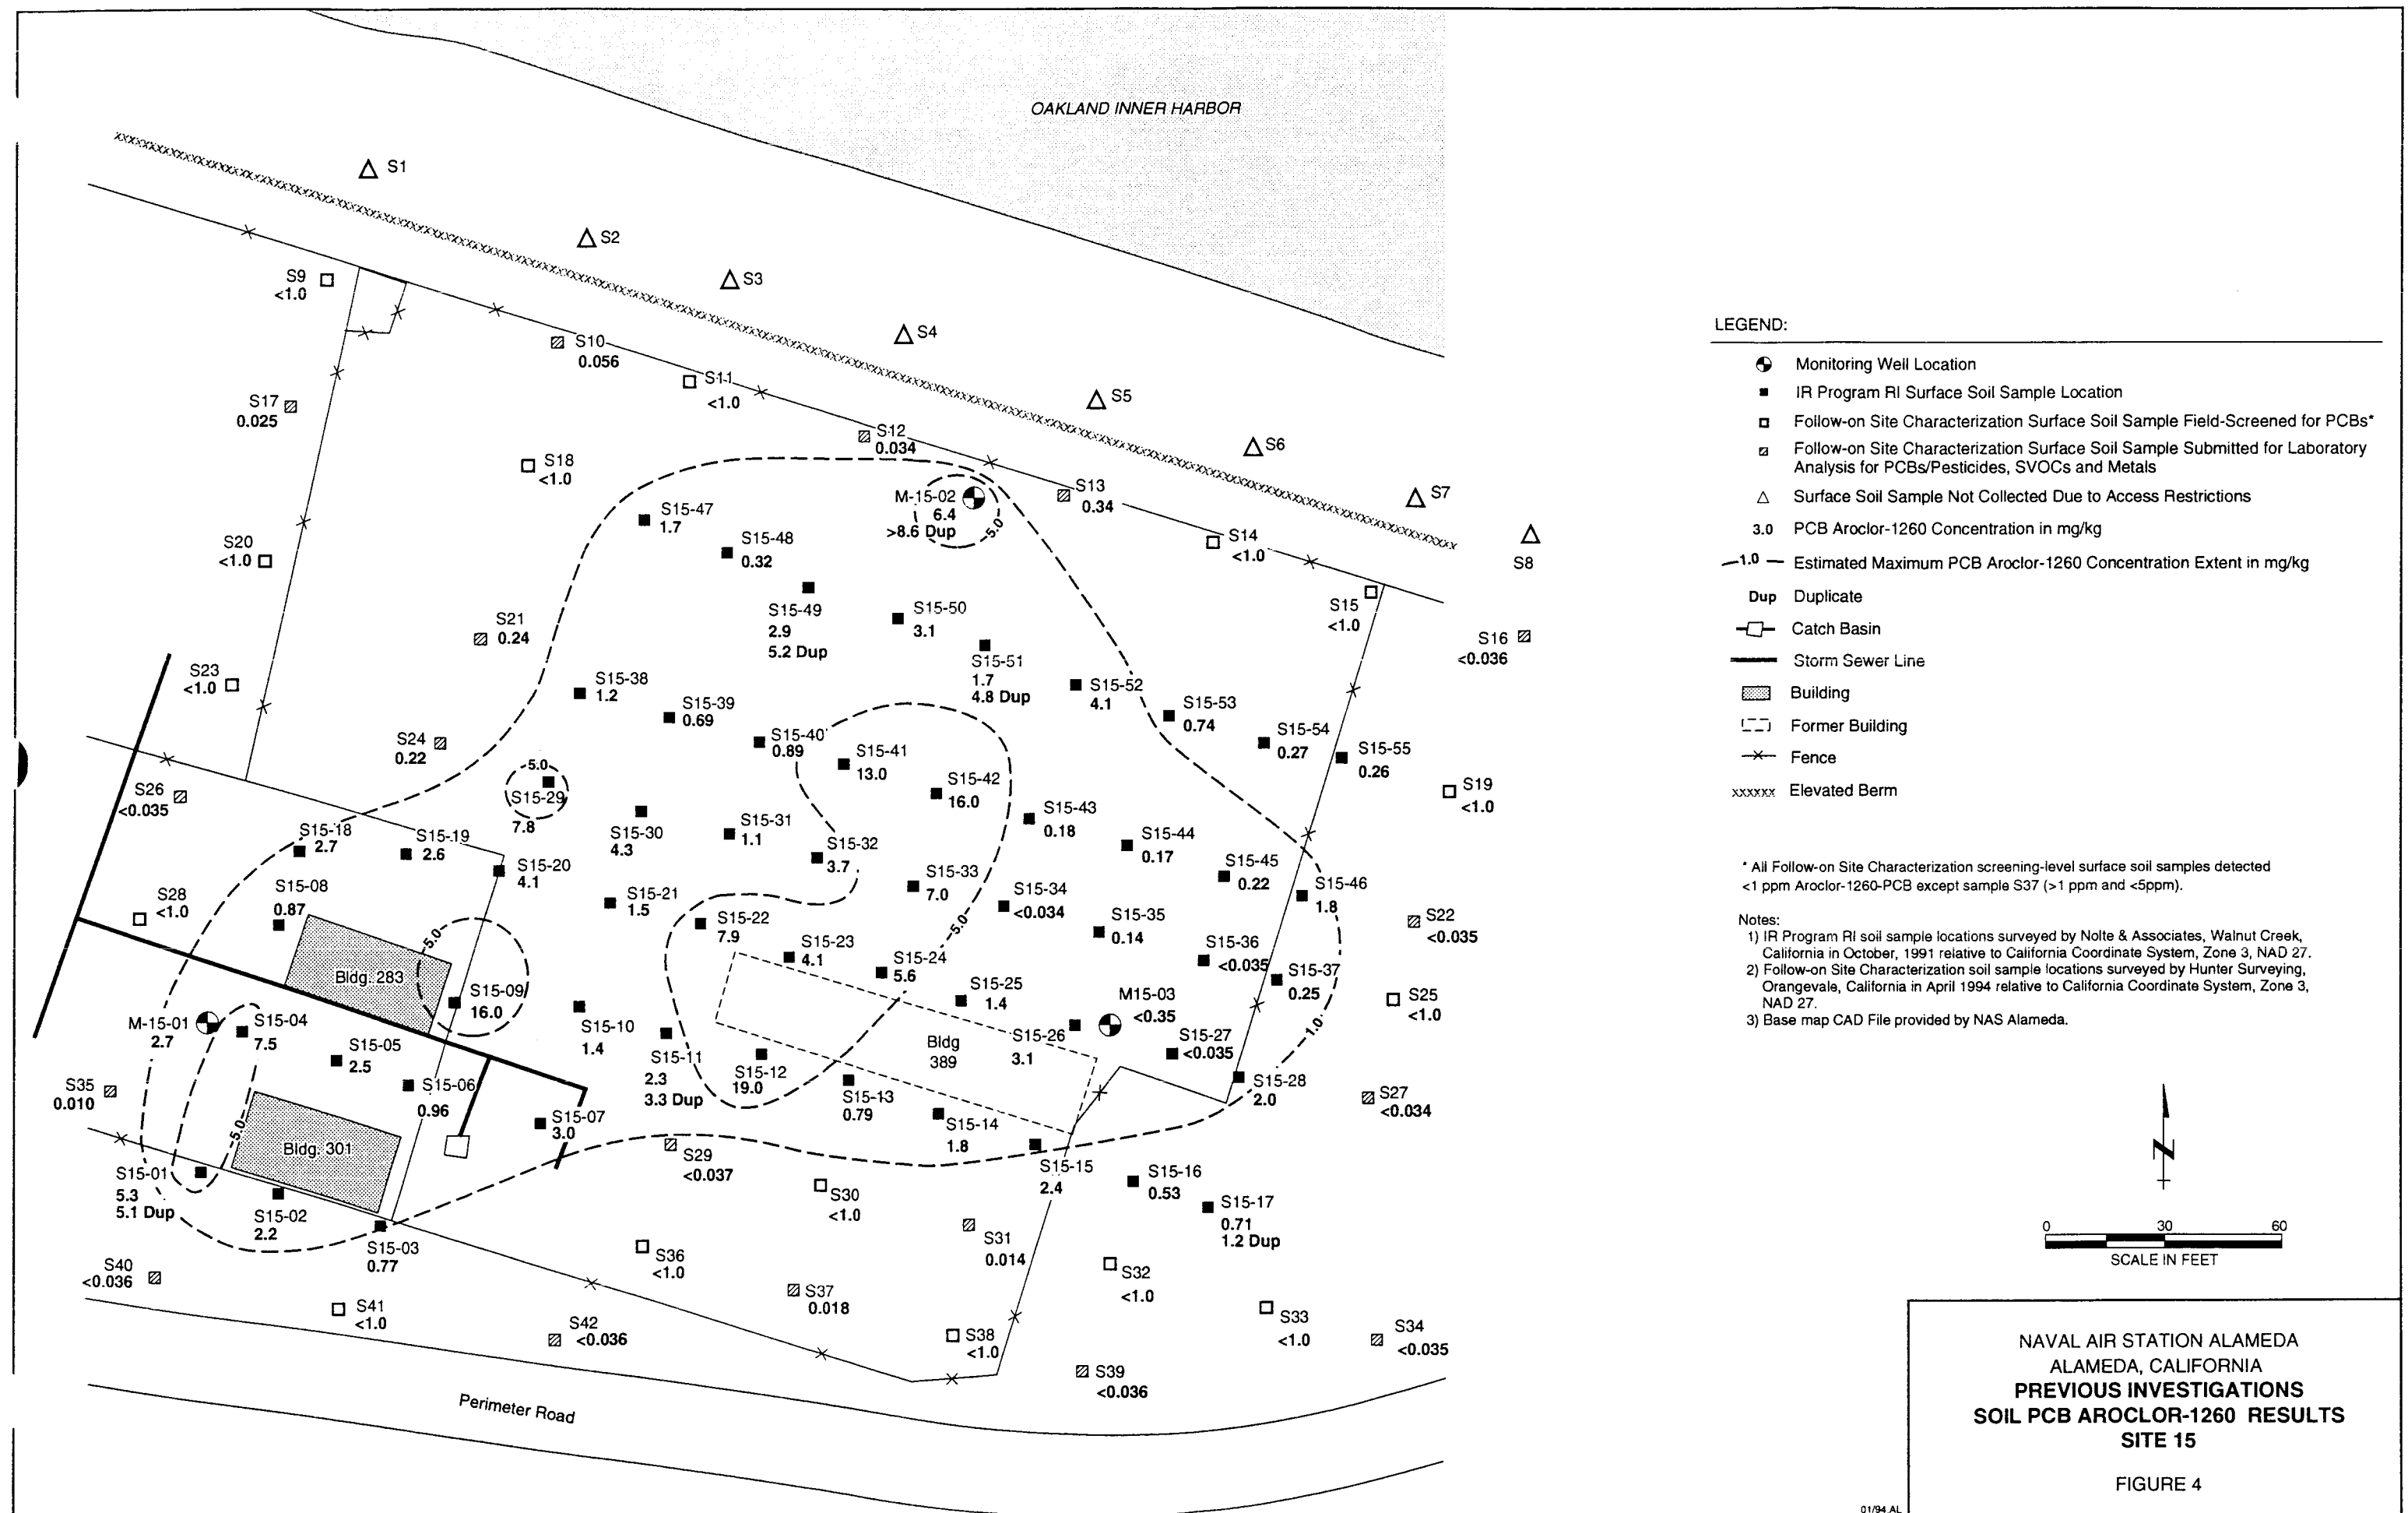 OAKLAND INNER HARBOR
S1
S2
S3
S4
S5
S6
S7
S8
S9
<1.0
S10
0.056
S11
<1.0
S12
0.034
S13
0.34
S14
<1.0
S15
<1.0
S16
<0.036
S17
0.025
S18
<1.0
M-15-02
6.4
>8.6 Dup
5.0
S15-47
1.7
S15-48
0.32
S15-49
2.9
5.2 Dup
S15-50
3.1
S15-51
1.7
4.8 Dup
S15-52
4.1
S15-53
0.74
S15-54
0.27
S15-55
0.26
S20
<1.0
S21
0.24
S23
<1.0
S24
0.22
S26
<0.035
S15-38
1.2
S15-39
0.69
S15-40
0.89
S15-41
13.0
S15-42
16.0
S15-43
0.18
S15-44
0.17
S15-45
0.22
S15-46
1.8
S19
<1.0
5.0
S15-29
7.8
S15-30
4.3
S15-31
1.1
S15-32
3.7
S15-33
7.0
S15-34
<0.034
S15-35
0.14
S15-36
<0.035
S15-37
0.25
S22
<0.035
S25
<1.0
S15-18
2.7
S15-19
2.6
S15-20
4.1
S15-21
1.5
S15-22
7.9
S15-23
4.1
S15-24
5.6
5.0
S15-25
1.4
S15-26
3.1
M15-03
<0.35
S15-27
<0.035
S15-28
2.0
1.0
S27
<0.034
S28
<1.0
S15-08
0.87
Bldg. 283
5.0
S15-09
16.0
S15-10
1.4
S15-11
2.3
3.3 Dup
S15-12
19.0
S15-13
0.79
Bldg
389
S15-14
1.8
S15-15
2.4
S15-16
0.53
S15-17
0.71
1.2 Dup
M-15-01
2.7
S15-04
7.5
S15-05
2.5
S15-06
0.96
S15-07
3.0
S35
0.010
5.0
Bldg. 301
S15-01
5.3
5.1 Dup
S15-02
2.2
S15-03
0.77
S29
<0.037
S30
<1.0
S31
0.014
S32
<1.0
S33
<1.0
S34
<0.035
S36
<1.0
S37
0.018
S38
<1.0
S39
<0.036
S40
<0.036
S41
<1.0
S42
<0.036
Perimeter Road
LEGEND:
Monitoring Well Location
IR Program RI Surface Soil Sample Location
Follow-on Site Characterization Surface Soil Sample Field-Screened for PCBs*
Follow-on Site Characterization Surface Soil Sample Submitted for Laboratory
Analysis for PCBs/Pesticides, SVOCs and Metals
Surface Soil Sample Not Collected Due to Access Restrictions
3.0 PCB Aroclor-1260 Concentration in mg/kg
1.0 Estimated Maximum PCB Aroclor-1260 Concentration Extent in mg/kg
Dup Duplicate
Catch Basin
Storm Sewer Line
Building
Former Building
Fence
xxxxxx Elevated Berm
* All Follow-on Site Characterization screening-level surface soil samples detected
<1 ppm Aroclor-1260-PCB except sample S37 (>1 ppm and <5ppm).
Notes:
1) IR Program RI soil sample locations surveyed by Nolte & Associates, Walnut Creek,
California in October, 1991 relative to California Coordinate System, Zone 3, NAD 27.
2) Follow-on Site Characterization soil sample locations surveyed by Hunter Surveying,
Orangevale, California in April 1994 relative to California Coordinate System, Zone 3,
NAD 27.
3) Base map CAD File provided by NAS Alameda.
N
0 30 60
SCALE IN FEET
NAVAL AIR STATION ALAMEDA
ALAMEDA, CALIFORNIA
PREVIOUS INVESTIGATIONS
SOIL PCB AROCLOR-1260 RESULTS
SITE 15
FIGURE 4
01/94.AL